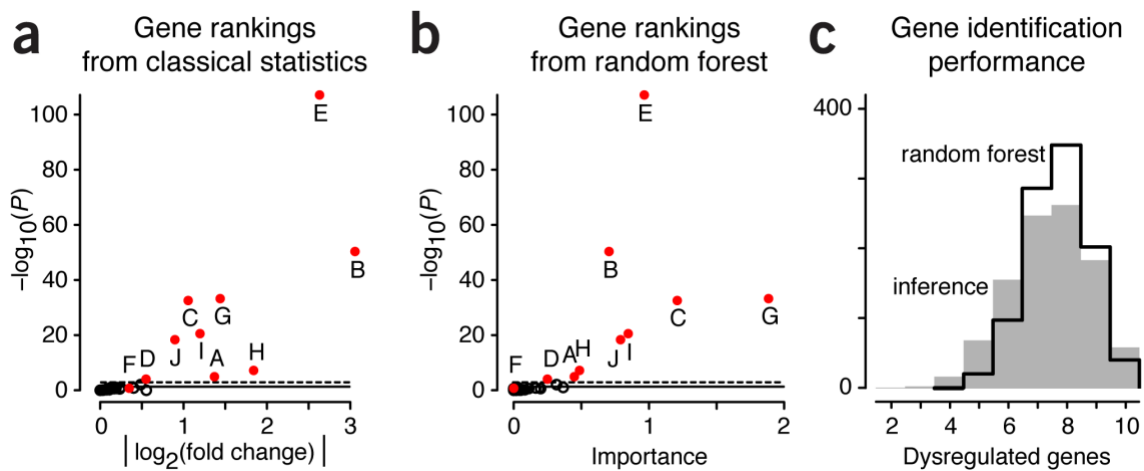 a
Gene rankings
from classical statistics
-log10(P)
100
80
60
40
20
0
E
B
C
G
F
D
J
I
A
H
0
1
2
3
|log2(fold change)|
b
Gene rankings
from random forest
-log10(P)
100
80
60
40
20
0
E
B
C
G
F
D
A
H
J
I
0
1
2
Importance
c
Gene identification
performance
400
0
random forest
inference
2
4
6
8
10
Dysregulated genes